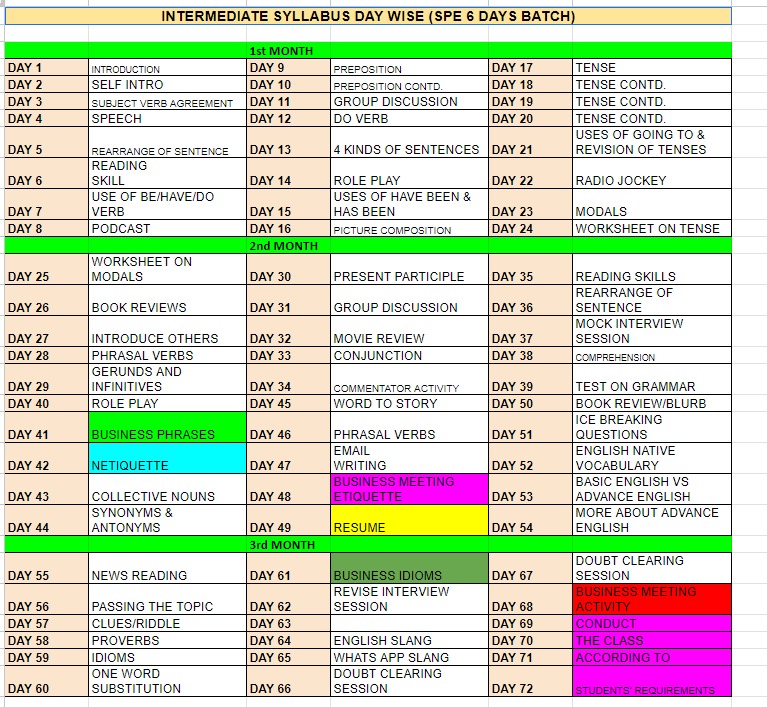 INTERMEDIATE SYLLABUS DAY WISE (SPE 6 DAYS BATCH)
1st MONTH
DAY 1 INTRODUCTION DAY 9 PREPOSITION DAY 17 TENSE
DAY 2 SELF INTRO DAY 10 PREPOSITION CONTD. DAY 18 TENSE CONTD.
DAY 3 SUBJECT VERB AGREEMENT DAY 11 GROUP DISCUSSION DAY 19 TENSE CONTD.
DAY 4 SPEECH DAY 12 DO VERB DAY 20 TENSE CONTD.
USES OF GOING TO &
DAY 5 REARRANGE OF SENTENCE DAY 13 4 KINDS OF SENTENCES DAY 21 REVISION OF TENSES
READING
DAY 6 SKILL DAY 14 ROLE PLAY DAY 22 RADIO JOCKEY
USE OF BE/HAVE/DO USES OF HAVE BEEN &
DAY 7 VERB DAY 15 HAS BEEN DAY 23 MODALS
DAY 8 PODCAST DAY 16 PICTURE COMPOSITION DAY 24 WORKSHEET ON TENSE
2nd MONTH
WORKSHEET ON
DAY 25 MODALS DAY 30 PRESENT PARTICIPLE DAY 35 READING SKILLS
REARRANGE OF
DAY 26 BOOK REVIEWS DAY 31 GROUP DISCUSSION DAY 36 SENTENCE
MOCK INTERVIEW
DAY 27 INTRODUCE OTHERS DAY 32 MOVIE REVIEW DAY 37 SESSION
DAY 28 PHRASAL VERBS DAY 33 CONJUNCTION DAY 38 COMPREHENSION
GERUNDS AND
DAY 29 INFINITIVES DAY 34 COMMENTATOR ACTIVITY DAY 39 TEST ON GRAMMAR
DAY 40 ROLE PLAY DAY 45 WORD TO STORY DAY 50 BOOK REVIEW/BLURB
ICE BREAKING
DAY 41 BUSINESS PHRASES DAY 46 PHRASAL VERBS DAY 51 QUESTIONS
EMAIL ENGLISH NATIVE
DAY 42 NETIQUETTE DAY 47 WRITING DAY 52 VOCABULARY
BUSINESS MEETING BASIC ENGLISH VS
DAY 43 COLLECTIVE NOUNS DAY 48 ETIQUETTE DAY 53 ADVANCE ENGLISH
SYNONYMS & MORE ABOUT ADVANCE
DAY 44 ANTONYMS DAY 49 RESUME DAY 54 ENGLISH
3rd MONTH
DOUBT CLEARING
DAY 55 NEWS READING DAY 61 BUSINESS IDIOMS DAY 67 SESSION
REVISE INTERVIEW BUSINESS MEETING
DAY 56 PASSING THE TOPIC DAY 62 SESSION DAY 68 ACTIVITY
DAY 57 CLUES/RIDDLE DAY 63 DAY 69 CONDUCT
DAY 58 PROVERBS DAY 64 ENGLISH SLANG DAY 70 THE CLASS
DAY 59 IDIOMS DAY 65 WHATS APP SLANG DAY 71 ACCORDING TO
ONE WORD DOUBT CLEARING
DAY 60 SUBSTITUTION DAY 66 SESSION DAY 72 STUDENTS' REQUIREMENTS